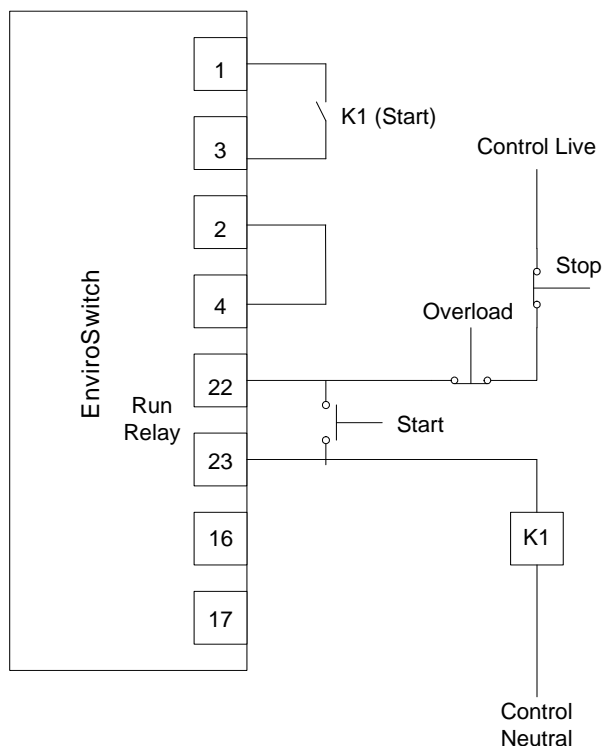 1
K1 (Start)
3
Control Live
2
Stop
4
Overload
EnviroSwitch
22
Run
Relay
Start
23
16
K1
17
Control
Neutral